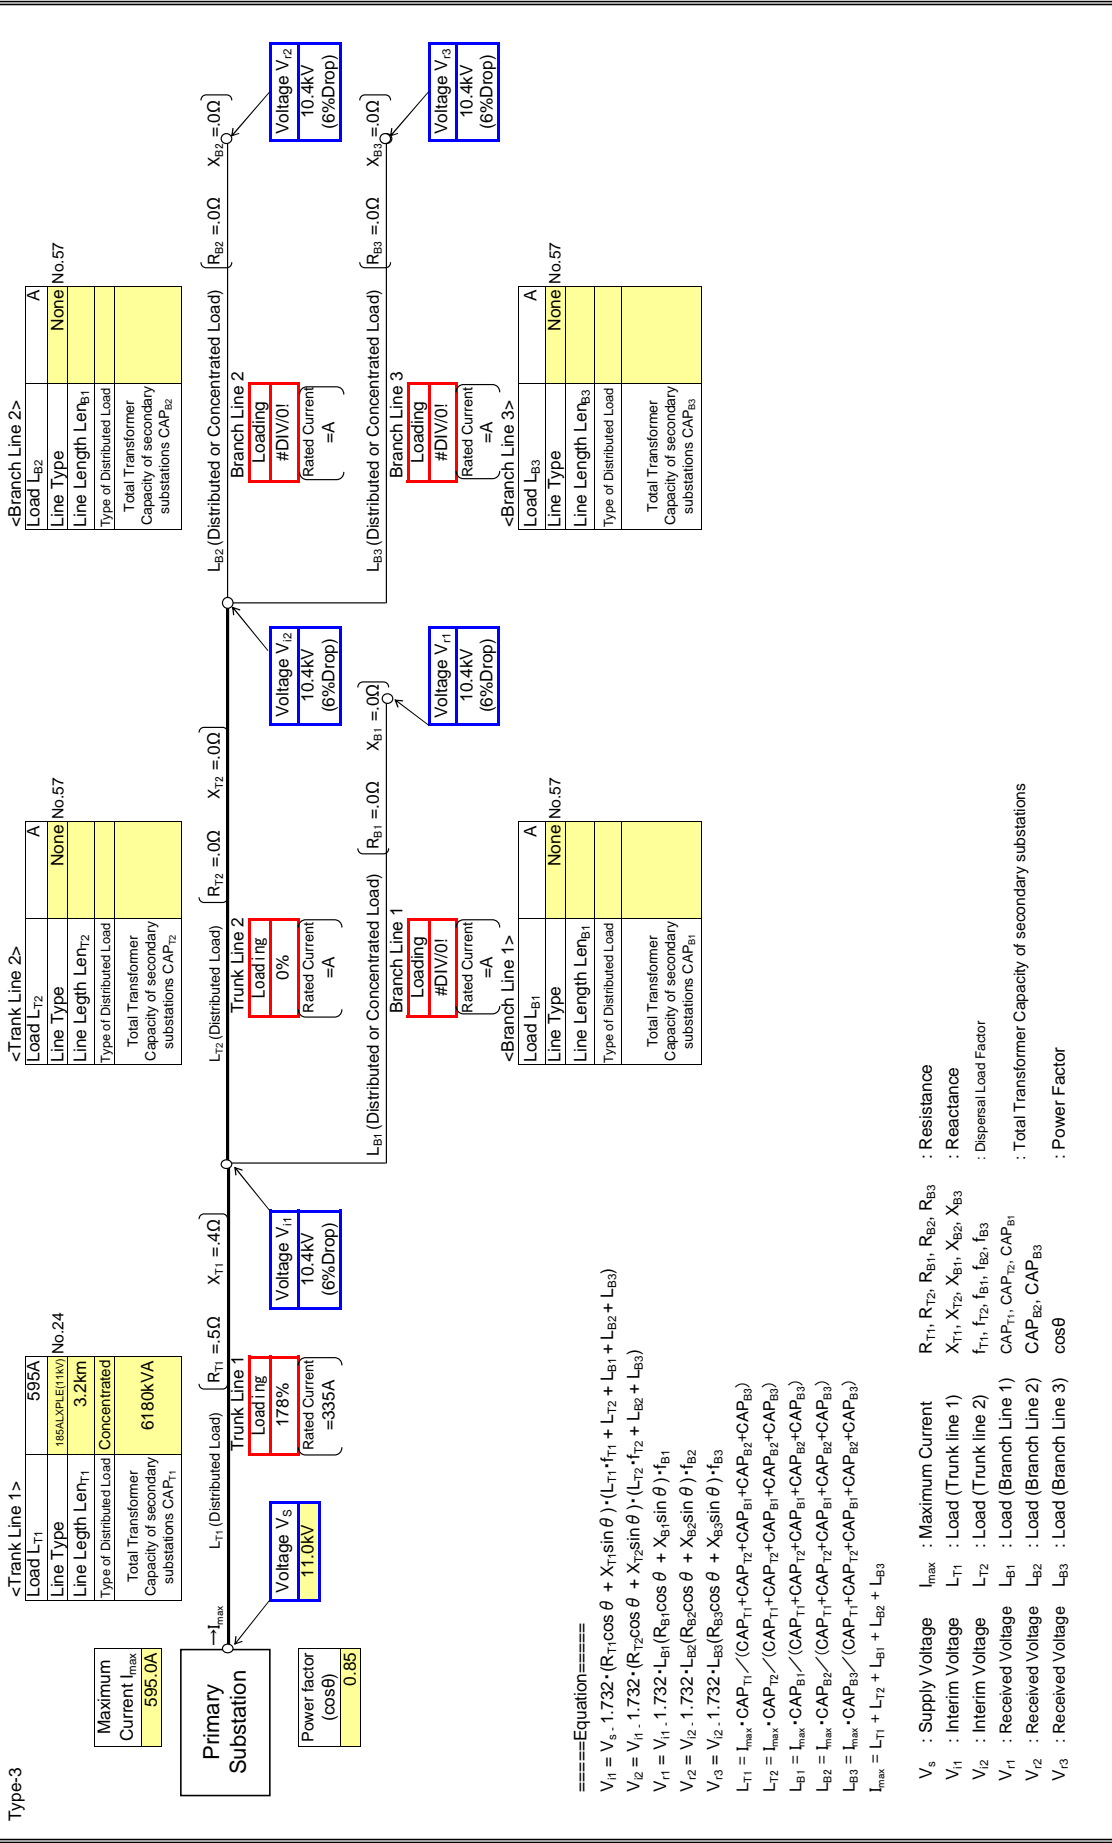 Type-3
Maximum
Current Imax
595.0A
Primary
Substation
Power factor
(cosθ)
0.85
→Imax
Voltage VS
11.0kV
<Trank Line 1>
Load LT1 595A
Line Type 185ALXPLE(11kV) No.24
Line Legth LenT1 3.2km
Type of Distributed Load Concentrated
Total Transformer
Capacity of secondary
substations CAPT1
6180kVA
LT1 (Distributed Load) RT1 =.5Ω XT1 =.4Ω
Trunk Line 1
Loading
178%
Rated Current
=335A
Voltage Vi1
10.4kV
(6%Drop)
<Trank Line 2>
Load LT2 A
Line Type None No.57
Line Length LenT2
Type of Distributed Load
Total Transformer
Capacity of secondary
substations CAPT2
LT2 (Distributed Load) RT2 =.0Ω XT2 =.0Ω
Trunk Line 2
Loading
0%
Rated Current
=A
Voltage Vi2
10.4kV
(6%Drop)
LB1 (Distributed or Concentrated Load) RB1 =.0Ω XB1 =.0Ω
Branch Line 1
Loading
#DIV/0!
Rated Current
=A
Voltage Vr1
10.4kV
(6%Drop)
<Branch Line 1>
Load LB1 A
Line Type None No.57
Line Length LenB1
Type of Distributed Load
Total Transformer
Capacity of secondary
substations CAPB1
<Branch Line 2>
Load LB2 A
Line Type None No.57
Line Length LenB1
Type of Distributed Load
Total Transformer
Capacity of secondary
substations CAPB2
LB2 (Distributed or Concentrated Load) RB2 =.0Ω XB2 =.0Ω
Branch Line 2
Loading
#DIV/0!
Rated Current
=A
Voltage Vr2
10.4kV
(6%Drop)
LB3 (Distributed or Concentrated Load) RB3 =.0Ω XB3 =.0Ω
Branch Line 3
Loading
#DIV/0!
Rated Current
=A
Voltage Vr3
10.4kV
(6%Drop)
<Branch Line 3>
Load LB3 A
Line Type None No.57
Line Length LenB3
Type of Distributed Load
Total Transformer
Capacity of secondary
substations CAPB3
=====Equation=====
Vi1 = Vs - 1.732・(RT1cos θ + XT1sin θ)・(LT1・fT1 + LT2 + LB1 + LB2 + LB3)
Vi2 = Vi1 - 1.732・(RT2cos θ + XT2sin θ)・(LT2・fT2 + LB2 + LB3)
Vr1 = Vi1 - 1.732・LB1(RB1cos θ + XB1sin θ)・fB1
Vr2 = Vi2 - 1.732・LB2(RB2cos θ + XB2sin θ)・fB2
Vr3 = Vi2 - 1.732・LB3(RB3cos θ + XB3sin θ)・fB3
LT1 = Imax・CAPT1／(CAPT1+CAPT2+CAPB1+CAPB2+CAPB3)
LT2 = Imax・CAPT2／(CAPT1+CAPT2+CAPB1+CAPB2+CAPB3)
LB1 = Imax・CAPB1／(CAPT1+CAPT2+CAPB1+CAPB2+CAPB3)
LB2 = Imax・CAPB2／(CAPT1+CAPT2+CAPB1+CAPB2+CAPB3)
LB3 = Imax・CAPB3／(CAPT1+CAPT2+CAPB1+CAPB2+CAPB3)
Imax = LT1 + LT2 + LB1 + LB2 + LB3
Vs : Supply Voltage Imax : Maximum Current RT1, RT2, RB1, RB2, RB3 : Resistance
Vi1 : Interim Voltage LT1 : Load (Trunk line 1) XT1, XT2, XB1, XB2, XB3 : Reactance
Vi2 : Interim Voltage LT2 : Load (Trunk line 2) fT1, fT2, fB1, fB2, fB3 : Dispersal Load Factor
Vr1 : Received Voltage LB1 : Load (Branch Line 1) CAPT1, CAPT2, CAPB1 : Total Transformer Capacity of secondary substations
Vr2 : Received Voltage LB2 : Load (Branch Line 2) CAPB2, CAPB3
Vr3 : Received Voltage LB3 : Load (Branch Line 3) cosθ : Power Factor